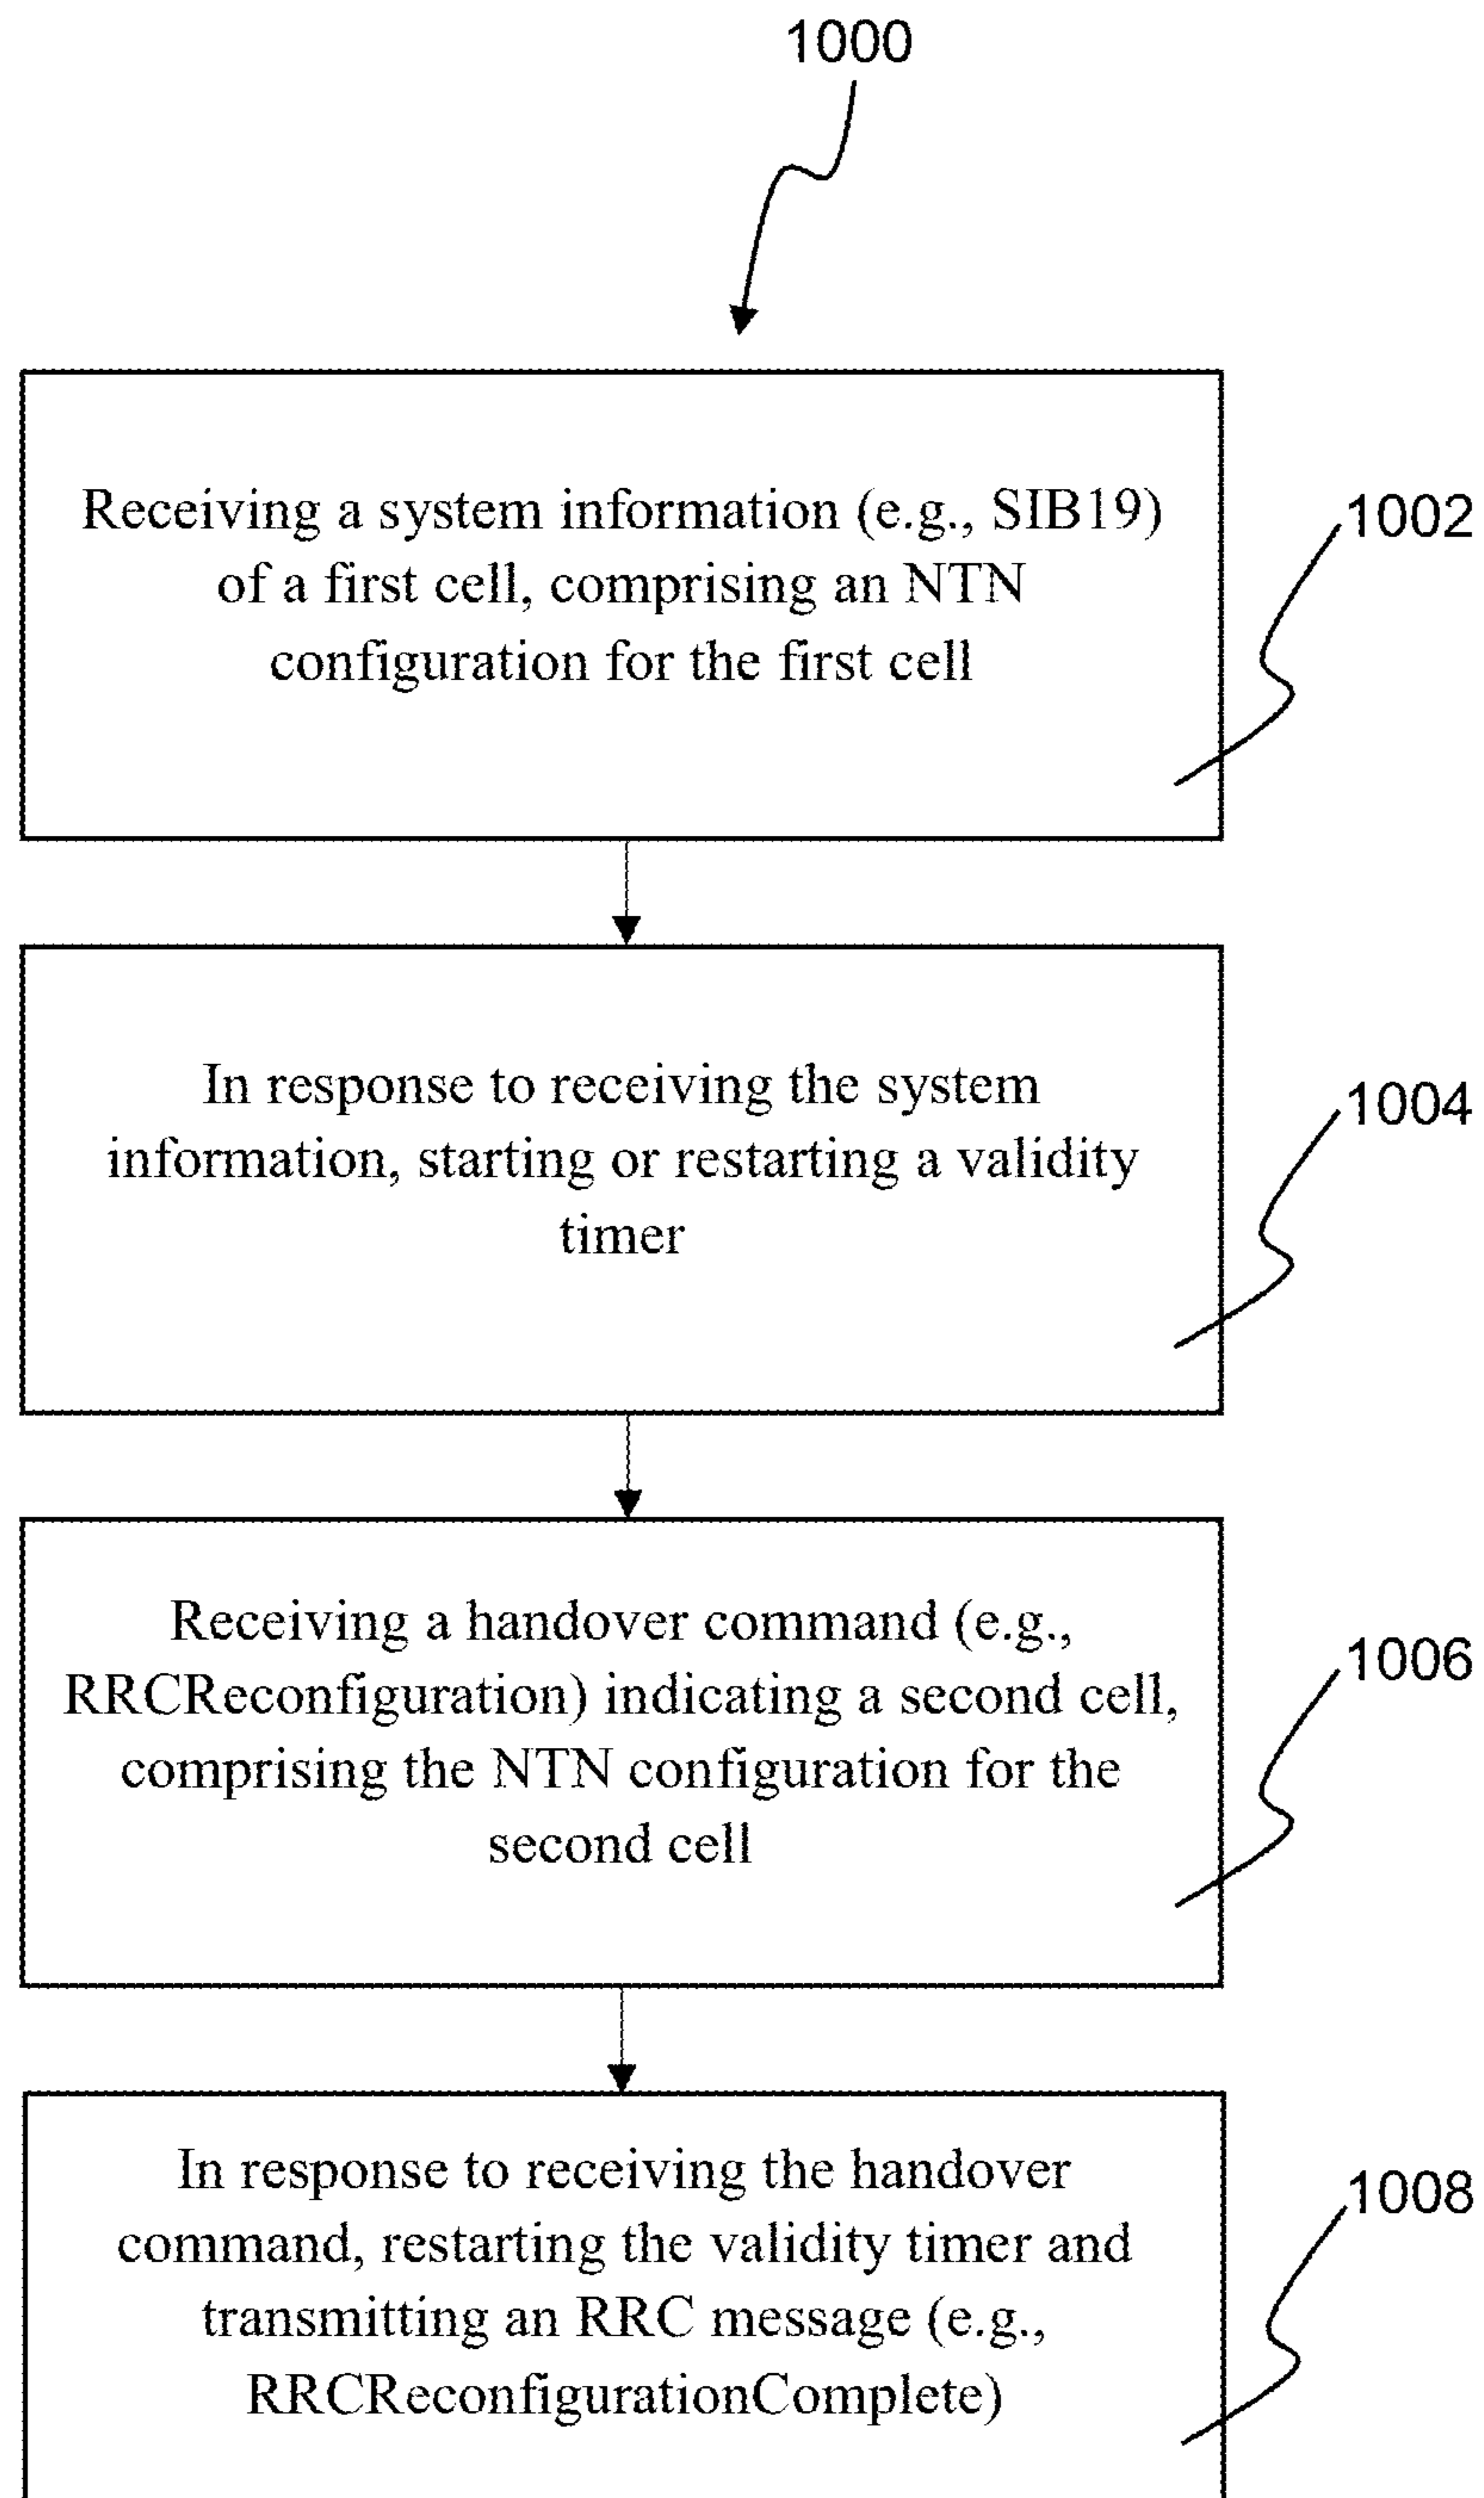 1000
Receiving a system information (e.g., SIB19)
of a first cell, comprising an NTN
configuration for the first cell
1002
In response to receiving the system
information, starting or restarting a validity
timer
1004
Receiving a handover command (e.g.,
RRCReconfiguration) indicating a second cell,
comprising the NTN configuration for the
second cell
1006
In response to receiving the handover
command, restarting the validity timer and
transmitting an RRC message (e.g.,
RRCReconfigurationComplete)
1008